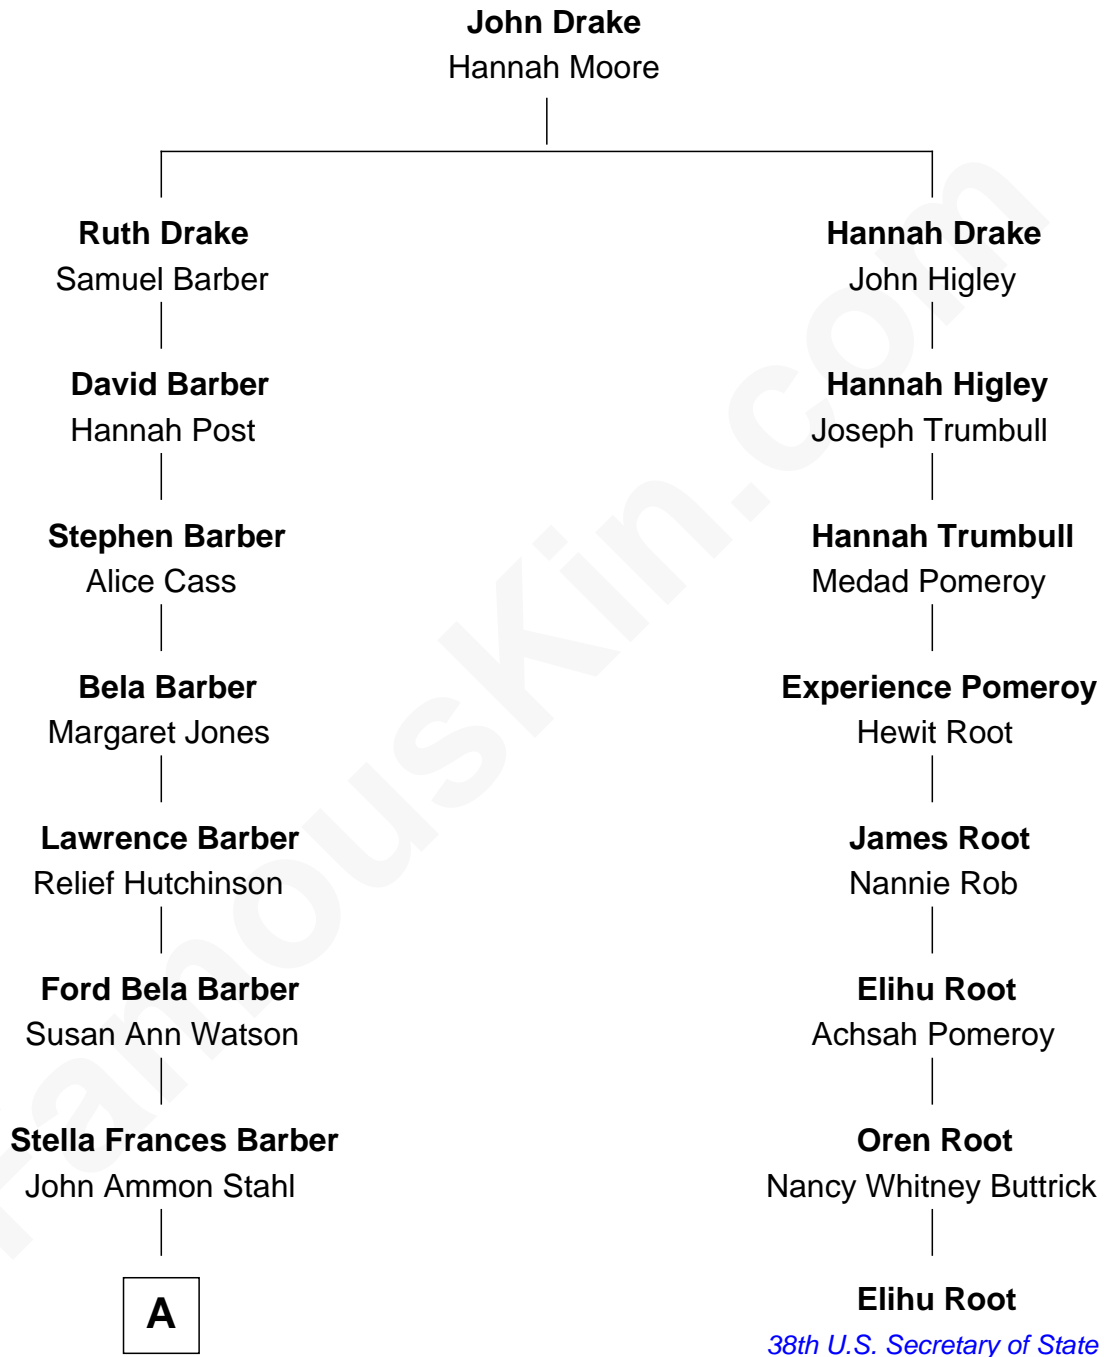 John Drake
Hannah Moore
Ruth Drake
Samuel Barber
Hannah Drake
John Higley
David Barber
Hannah Post
Hannah Higley
Joseph Trumbull
Stephen Barber
Alice Cass
Hannah Trumbull
Medad Pomeroy
Bela Barber
Margaret Jones
Experience Pomeroy
Hewit Root
Lawrence Barber
Relief Hutchinson
James Root
Nannie Rob
Ford Bela Barber
Susan Ann Watson
Elihu Root
Achsah Pomeroy
Stella Frances Barber
John Ammon Stahl
Oren Root
Nancy Whitney Buttrick
A
Elihu Root
38th U.S. Secretary of State
FamousKin.com